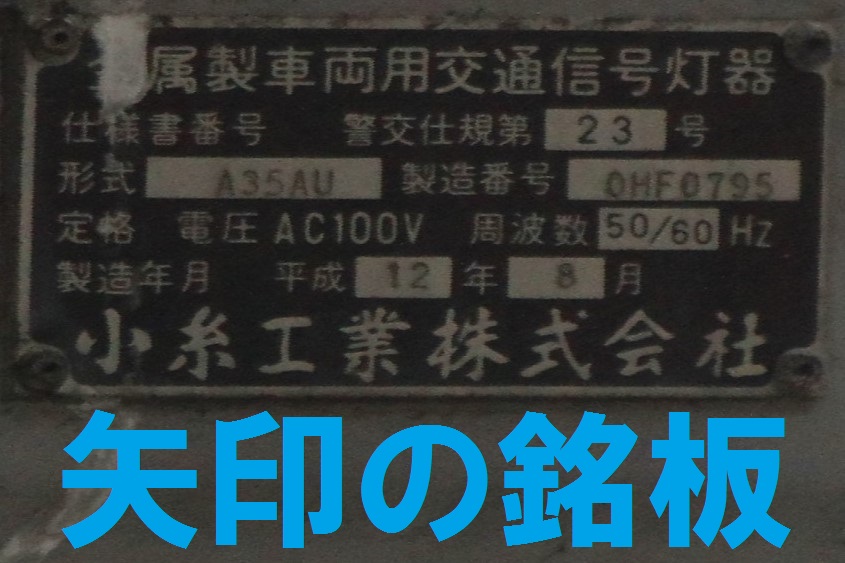 金属製車両用交通信号灯器
仕様書番号 警交仕規第 23 号
形式 A35AU 製造番号 0HF0795
定格 電圧 AC100V 周波数 50/60 Hz
製造年月 平成 12 年 8 月
小糸工業株式会社
矢印の銘板